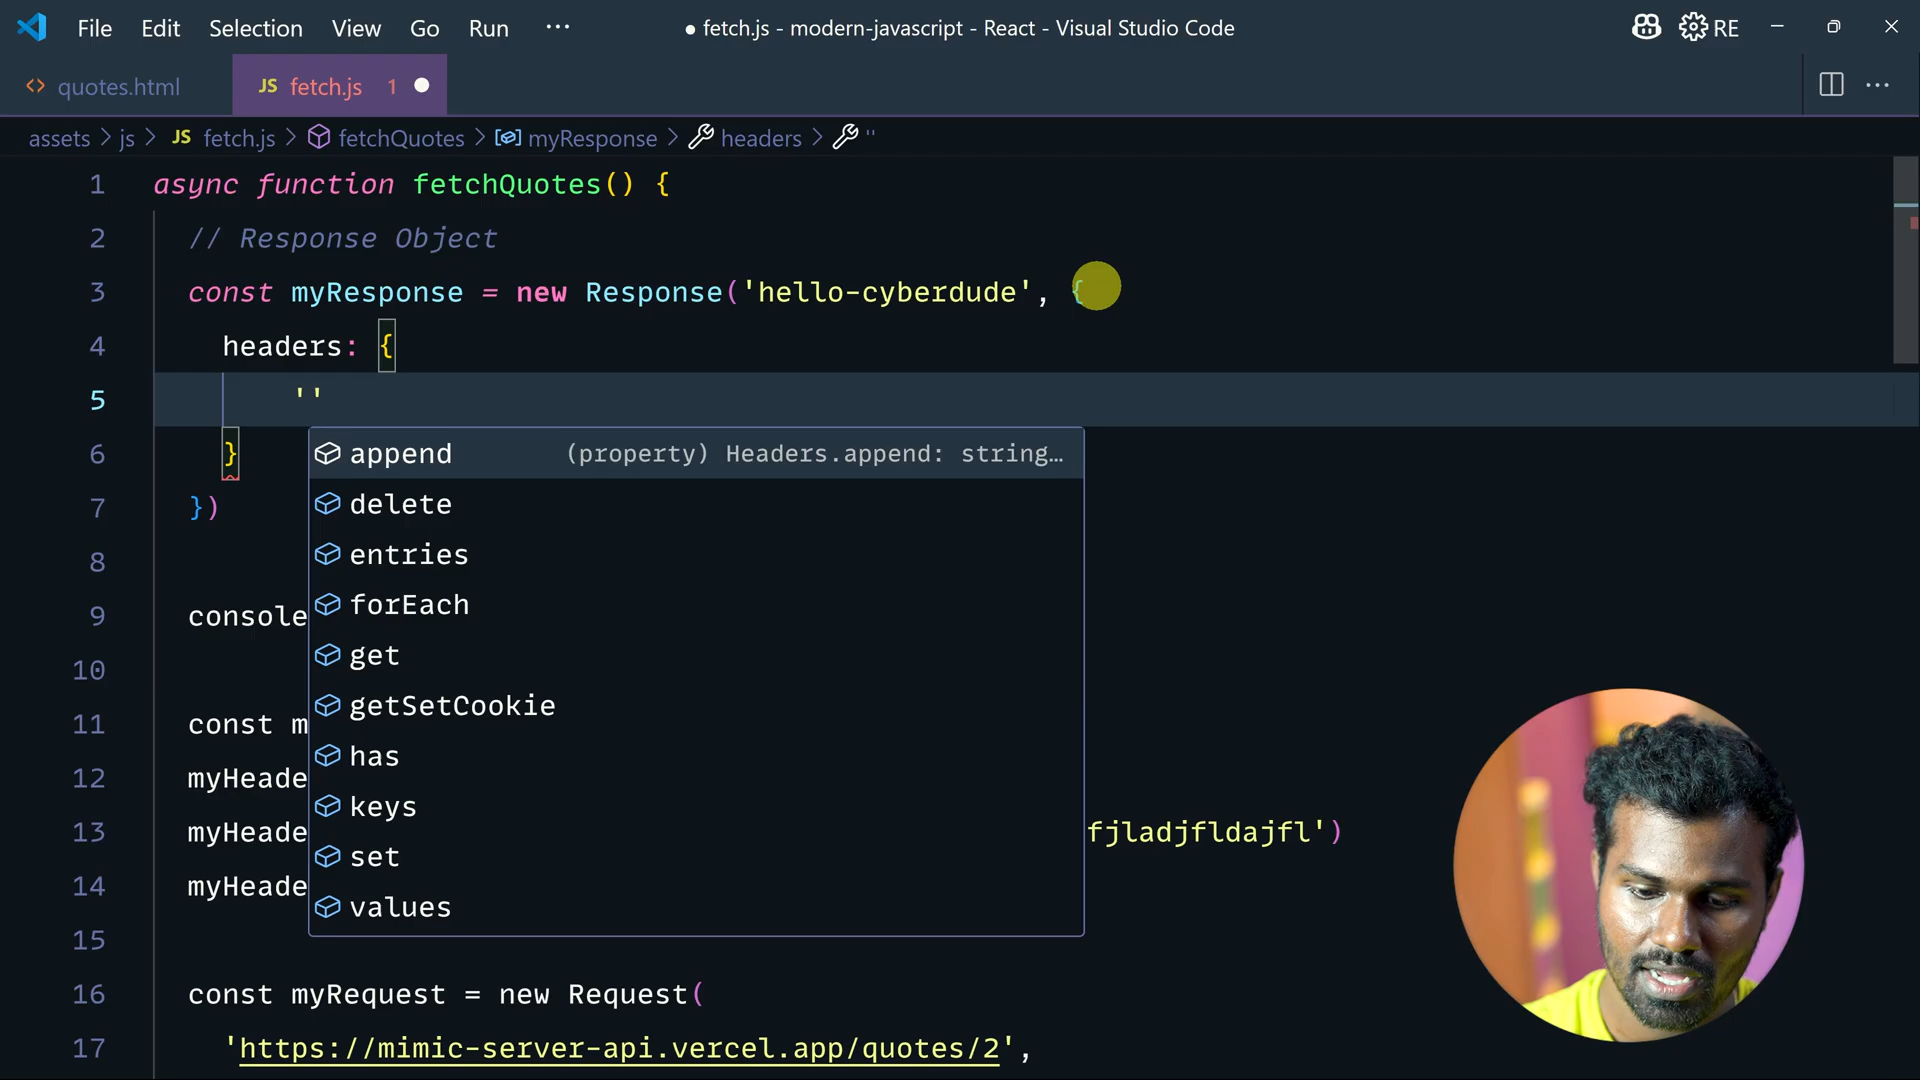 File Edit Selection View Go Run ··· ● fetch.js - modern-javascript - React - Visual Studio Code RE
quotes.html JS fetch.js 1
assets > js > JS fetch.js > fetchQuotes > myResponse > headers > ''
1 async function fetchQuotes() {
2 // Response Object
3 const myResponse = new Response('hello-cyberdude', {
4 headers: {
5 ''
6 }
7 })
8
9 console
10
11 const m
12 myHeade
13 myHeade fjladjfldajfl')
14 myHeade
15
16 const myRequest = new Request(
17 'https://mimic-server-api.vercel.app/quotes/2',
append (property) Headers.append: string…
delete
entries
forEach
get
getSetCookie
has
keys
set
values